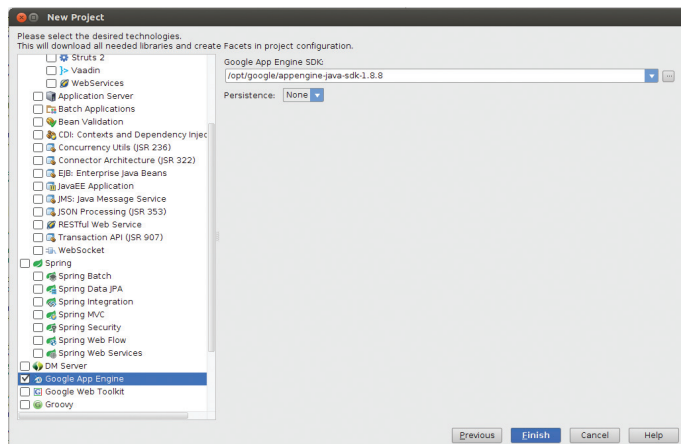 New Project
Please select the desired technologies.
This will download all needed libraries and create Facets in project configuration.
Struts 2
Vaadin
WebServices
Application Server
Batch Applications
Bean Validation
CDI: Contexts and Dependency Injec
Concurrency Utils (JSR 236)
Connector Architecture (JSR 322)
EJB: Enterprise Java Beans
JavaEE Application
JMS: Java Message Service
JSON Processing (JSR 353)
RESTful Web Service
Transaction API (JSR 907)
WebSocket
Spring
Spring Batch
Spring Data JPA
Spring Integration
Spring MVC
Spring Security
Spring Web Flow
Spring Web Services
DM Server
Google App Engine
Google Web Toolkit
Groovy
Google App Engine SDK:
/opt/google/appengine-java-sdk-1.8.8
...
Persistence: None
Previous Finish Cancel Help